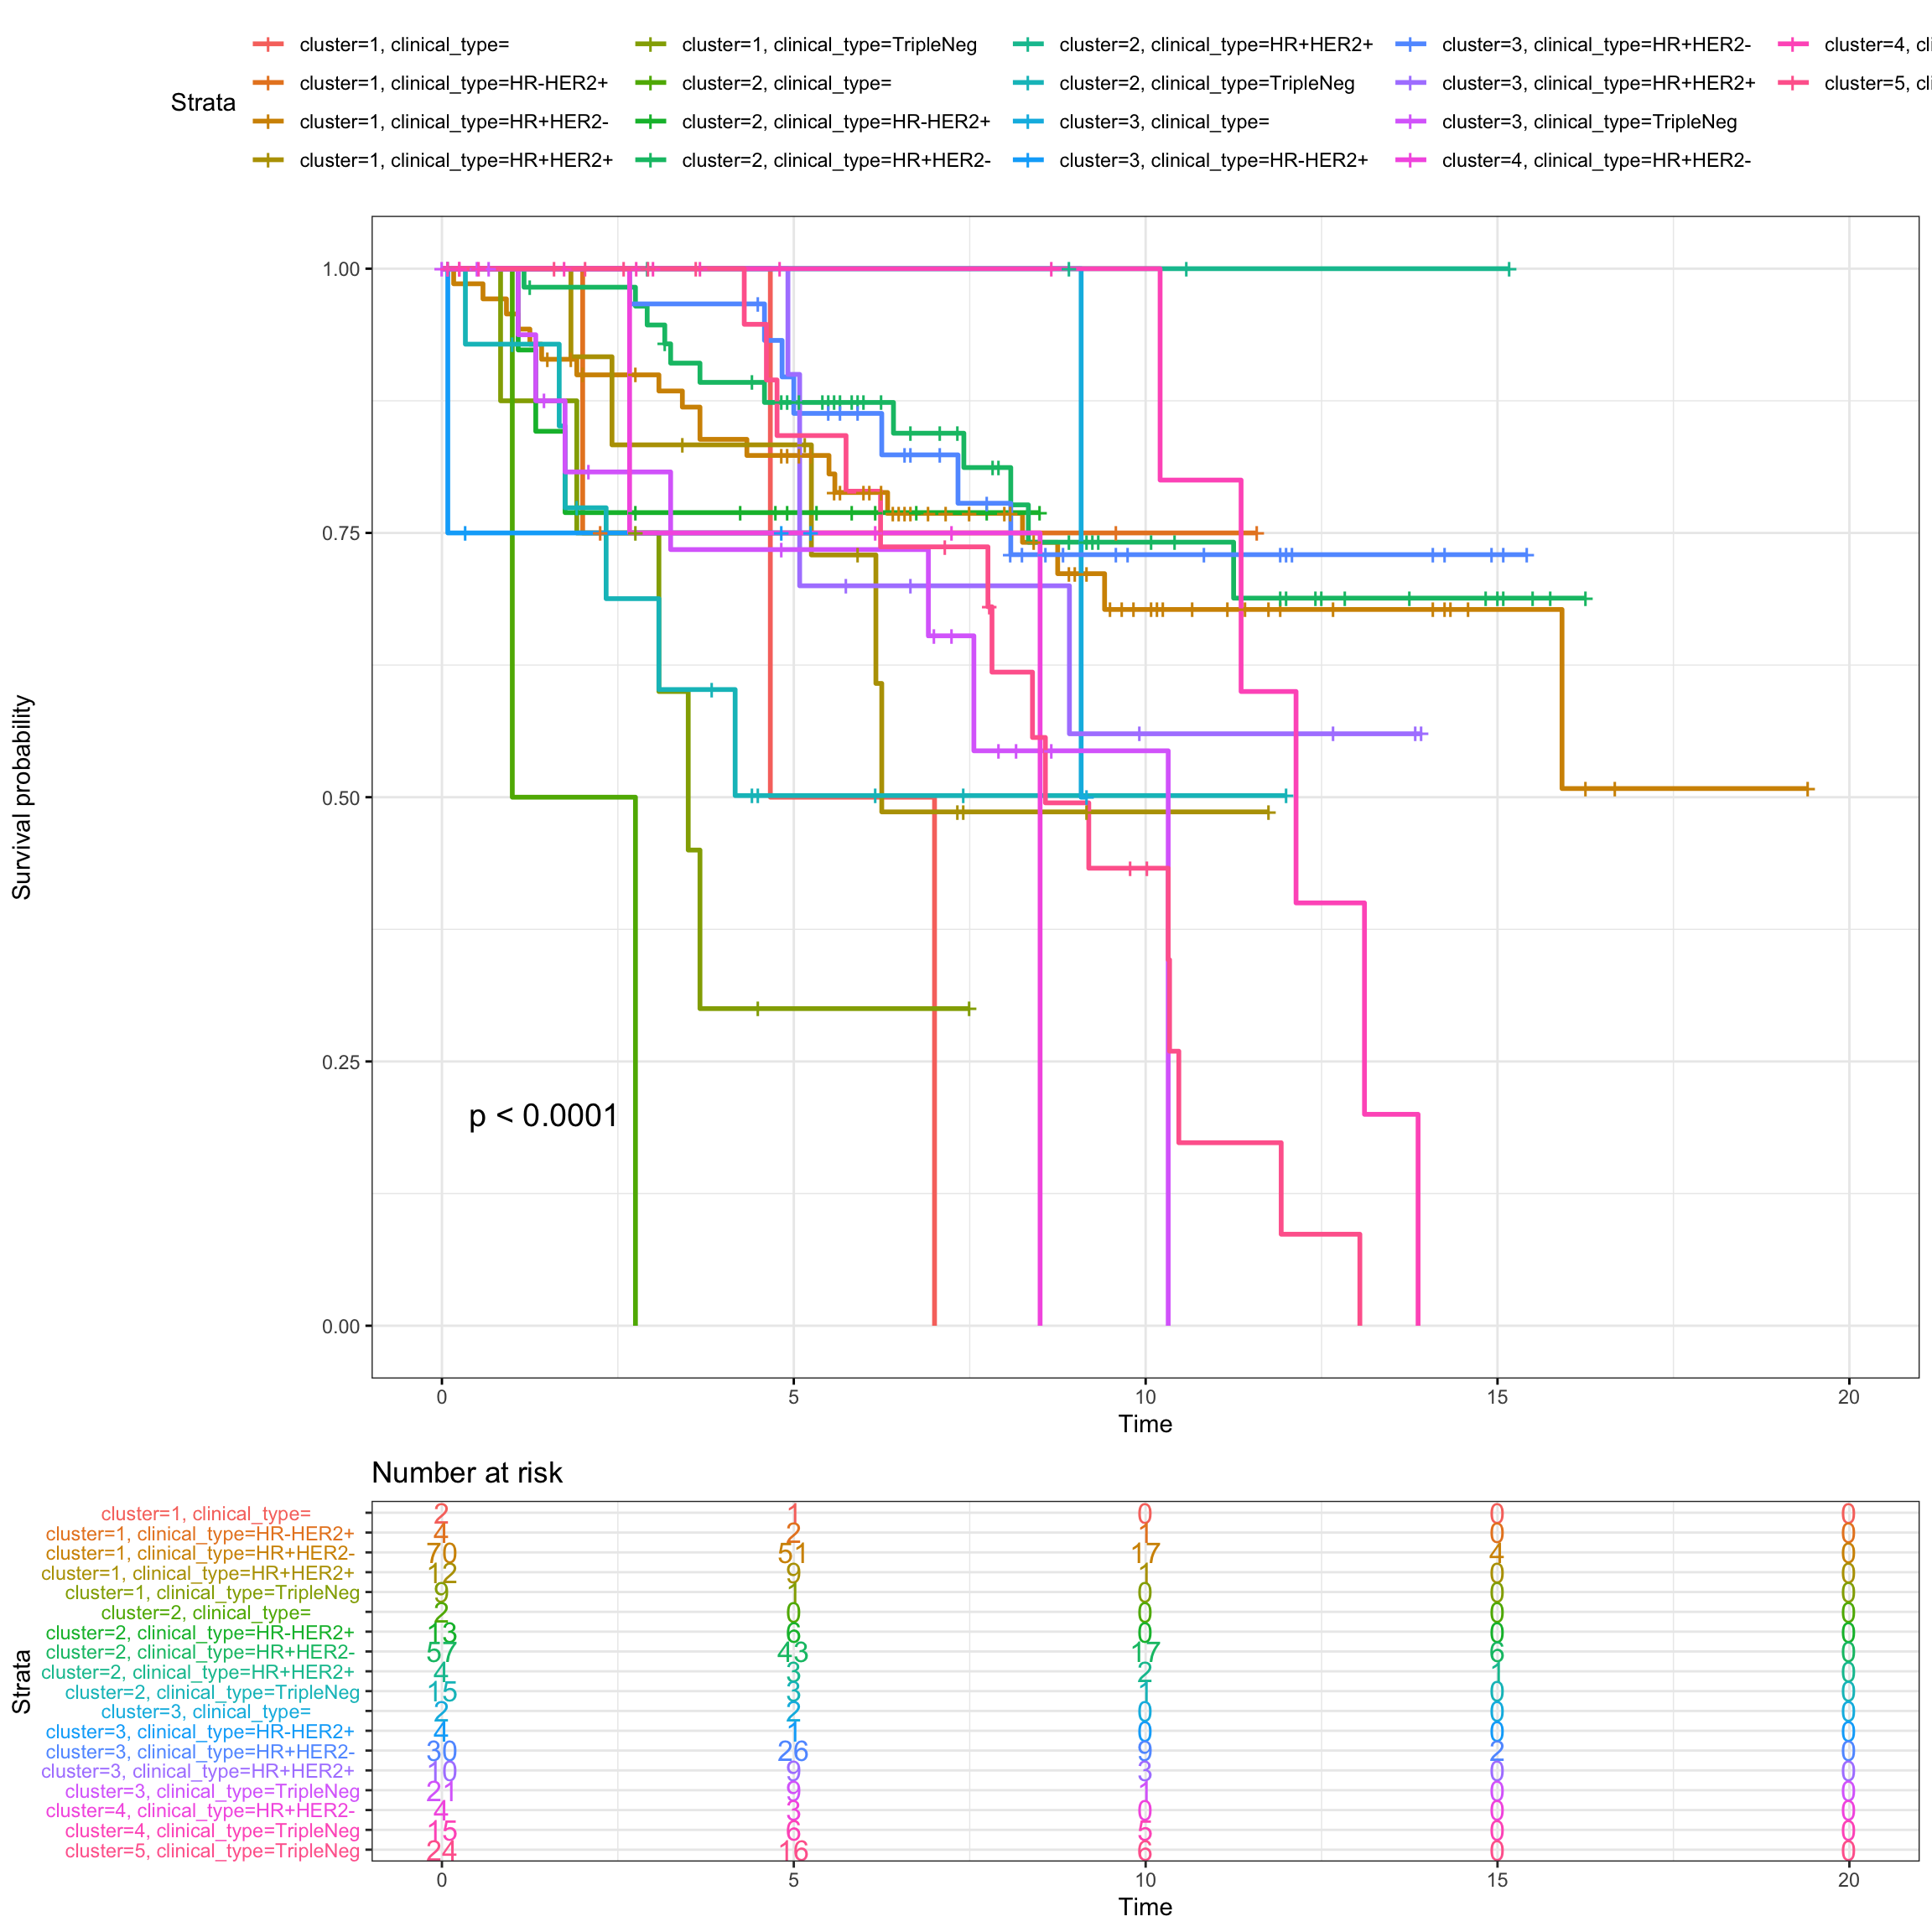 cluster=1, clinical_type= cluster=1, clinical_type=TripleNeg cluster=2, clinical_type=HR+HER2+ cluster=3, clinical_type=HR+HER2- cluster=4, cli
cluster=1, clinical_type=HR-HER2+ cluster=2, clinical_type= cluster=2, clinical_type=TripleNeg cluster=3, clinical_type=HR+HER2+ cluster=5, cli
Strata
cluster=1, clinical_type=HR+HER2- cluster=2, clinical_type=HR-HER2+ cluster=3, clinical_type= cluster=3, clinical_type=TripleNeg
cluster=1, clinical_type=HR+HER2+ cluster=2, clinical_type=HR+HER2- cluster=3, clinical_type=HR-HER2+ cluster=4, clinical_type=HR+HER2-
1.00
0.75
Survival probability
0.50
0.25
p < 0.0001
0.00
0 5 10 15 20
Time
Number at risk
cluster=1, clinical_type= 2 1 0 0 0
cluster=1, clinical_type=HR-HER2+ 4 2 1 0 0
cluster=1, clinical_type=HR+HER2- 70 51 17 4 0
cluster=1, clinical_type=HR+HER2+ 12 9 1 0 0
cluster=1, clinical_type=TripleNeg 9 1 0 0 0
cluster=2, clinical_type= 2 0 0 0 0
cluster=2, clinical_type=HR-HER2+ 13 6 0 0 0
cluster=2, clinical_type=HR+HER2- 57 43 17 6 0
cluster=2, clinical_type=HR+HER2+ 4 3 2 1 0
Strata
cluster=2, clinical_type=TripleNeg 15 3 1 0 0
cluster=3, clinical_type= 2 2 0 0 0
cluster=3, clinical_type=HR-HER2+ 4 1 0 0 0
cluster=3, clinical_type=HR+HER2- 30 26 9 2 0
cluster=3, clinical_type=HR+HER2+ 10 9 3 0 0
cluster=3, clinical_type=TripleNeg 21 9 1 0 0
cluster=4, clinical_type=HR+HER2- 4 3 0 0 0
cluster=4, clinical_type=TripleNeg 15 6 5 0 0
cluster=5, clinical_type=TripleNeg 24 16 6 0 0
0 5 10 15 20
Time